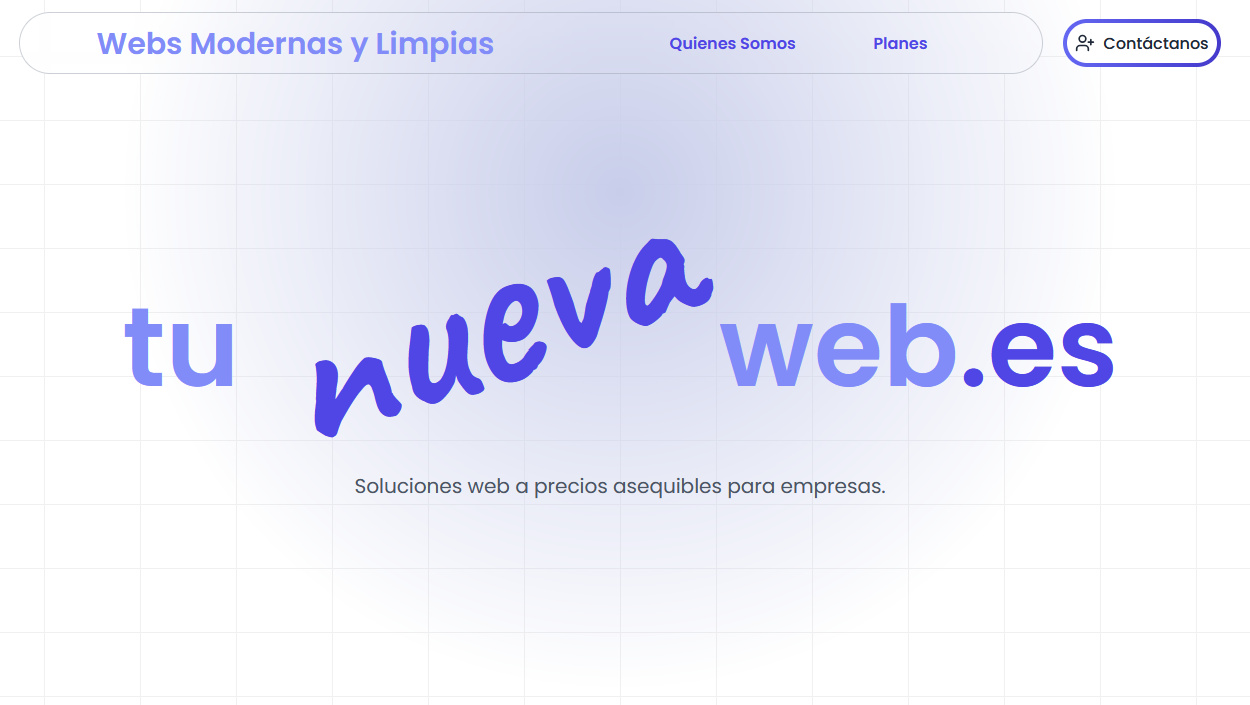 Webs Modernas y Limpias
Quienes Somos
Planes
Contáctanos
tu nueva web.es
Soluciones web a precios asequibles para empresas.